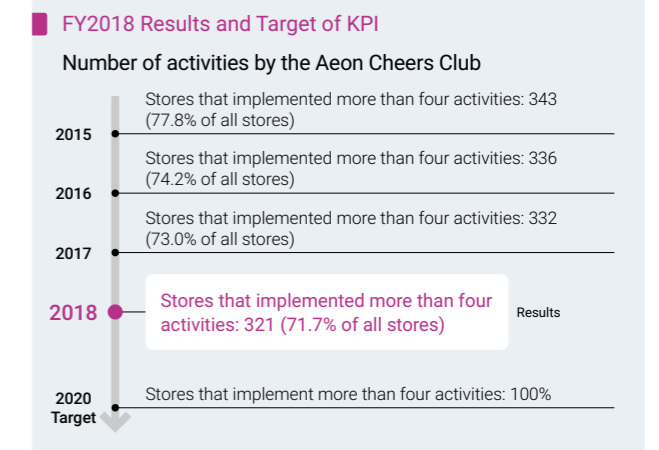 FY2018 Results and Target of KPI
Number of activities by the Aeon Cheers Club
Stores that implemented more than four activities: 343
(77.8% of all stores)
2015
Stores that implemented more than four activities: 336
(74.2% of all stores)
2016
Stores that implemented more than four activities: 332
(73.0% of all stores)
2017
Stores that implemented more than four
activities: 321 (71.7% of all stores)
2018
Results
Stores that implement more than four activities: 100%
2020
Target